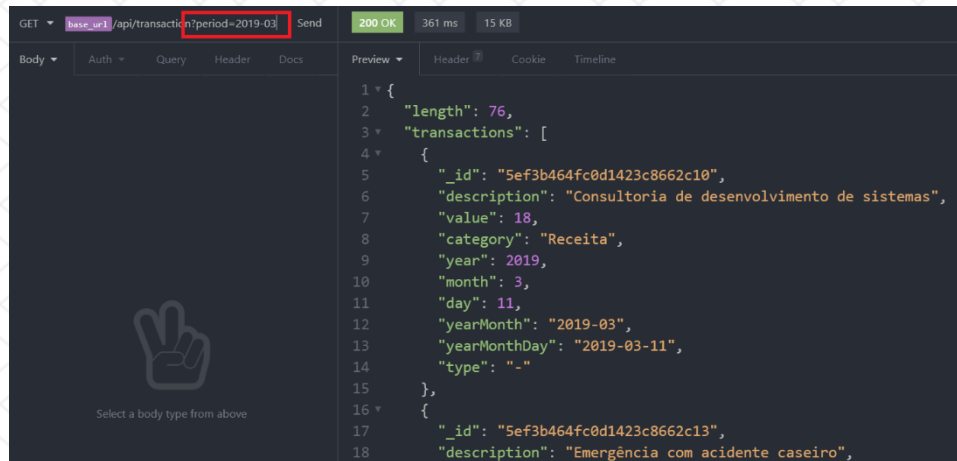 GET base_url /api/transaction?period=2019-03 Send 200 OK 361 ms 15 KB
Body Auth Query Header Docs Preview Header 7 Cookie Timeline
1 {
2 "length": 76,
3 "transactions": [
4 {
5 "_id": "5ef3b464fc0d1423c8662c10",
6 "description": "Consultoria de desenvolvimento de sistemas",
7 "value": 18,
8 "category": "Receita",
9 "year": 2019,
10 "month": 3,
11 "day": 11,
12 "yearMonth": "2019-03",
13 "yearMonthDay": "2019-03-11",
14 "type": "-"
15 },
16 {
17 "_id": "5ef3b464fc0d1423c8662c13",
18 "description": "Emergência com acidente caseiro",
Select a body type from above